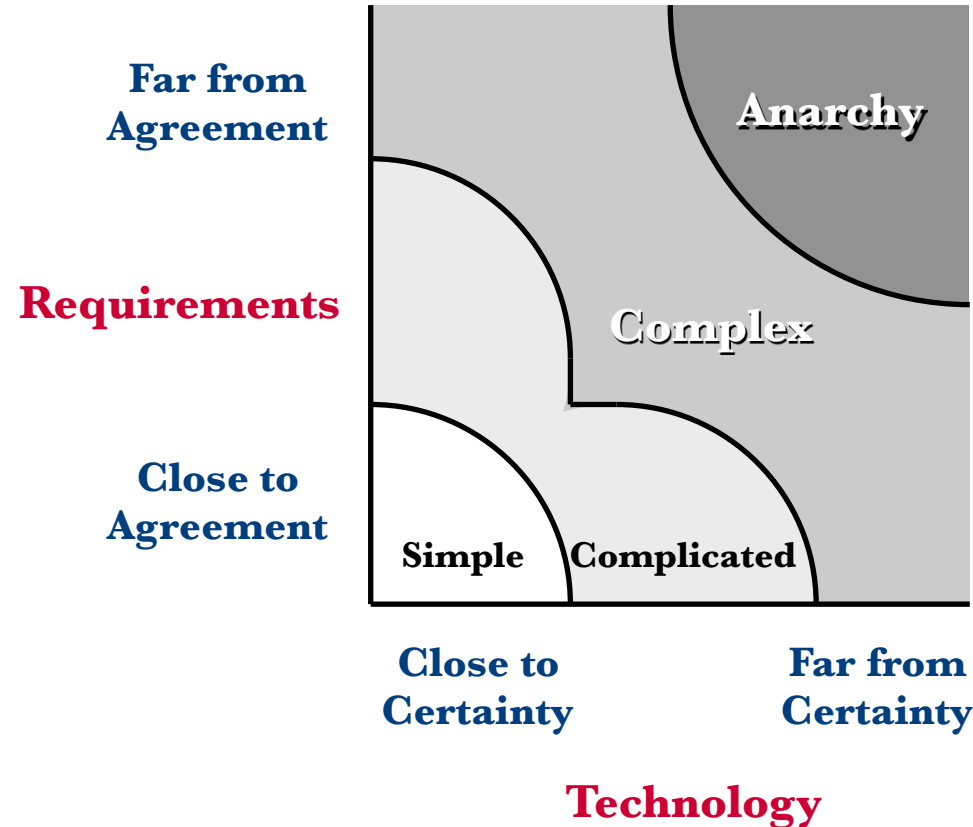 Far from
Agreement
Anarchy
Requirements
Complex
Close to
Agreement
Simple
Complicated
Close to
Certainty
Far from
Certainty
Technology